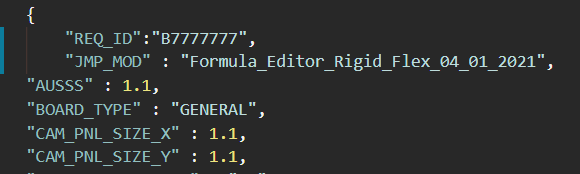 {
"REQ_ID":"B7777777",
"JMP_MOD" : "Formula_Editor_Rigid_Flex_04_01_2021",
"AUSSS" : 1.1,
"BOARD_TYPE" : "GENERAL",
"CAM_PNL_SIZE_X" : 1.1,
"CAM_PNL_SIZE_Y" : 1.1,